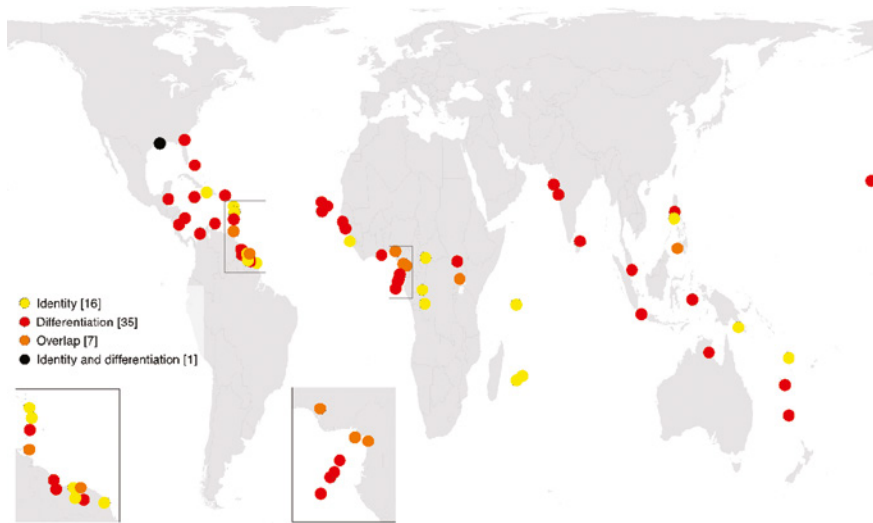 Identity [16]
Differentiation [35]
Overlap [7]
Identity and differentiation [1]